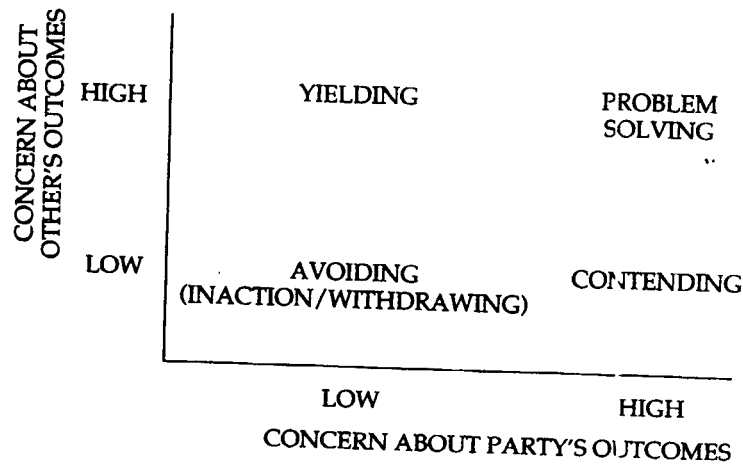 CONCERN ABOUT
OTHER'S OUTCOMES
HIGH
YIELDING
PROBLEM
SOLVING
LOW
AVOIDING
(INACTION/WITHDRAWING)
CONTENDING
LOW
HIGH
CONCERN ABOUT PARTY'S OUTCOMES